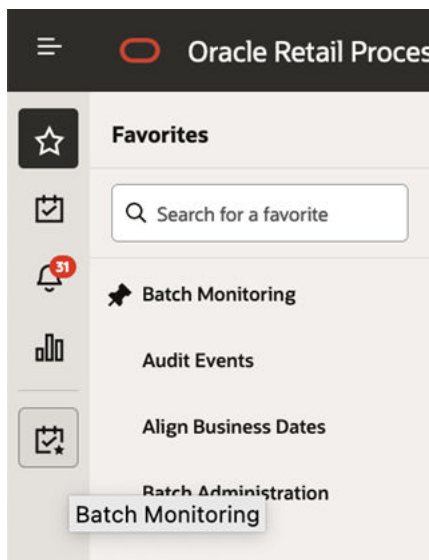 Oracle Retail Proces
Favorites
Search for a favorite
31
Batch Monitoring
Audit Events
Align Business Dates
Batch Administration
Batch Monitoring